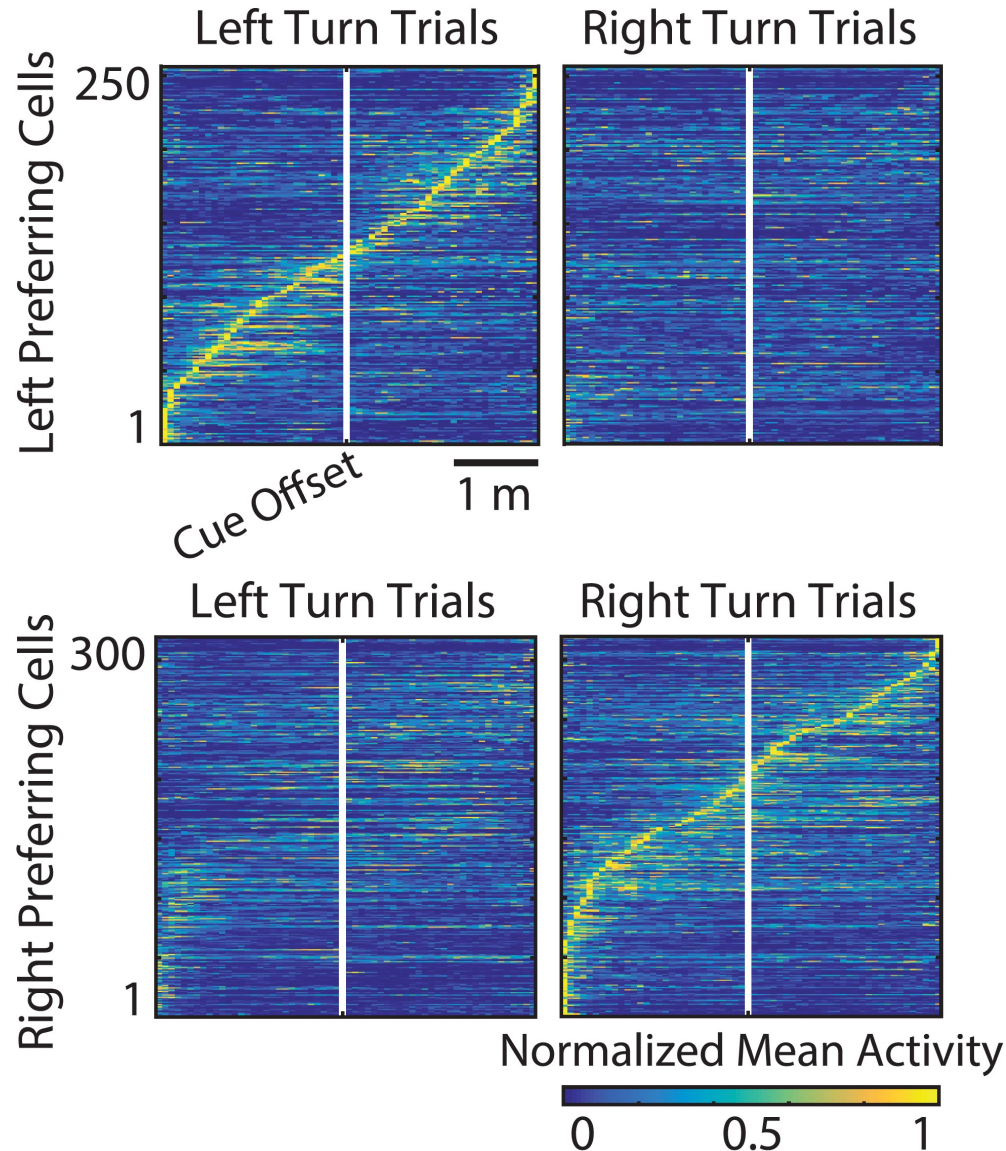 Left Turn Trials
Right Turn Trials
Left Preferring Cells
250
1
Cue Offset
1 m
Left Turn Trials
Right Turn Trials
Right Preferring Cells
300
1
Normalized Mean Activity
0
0.5
1